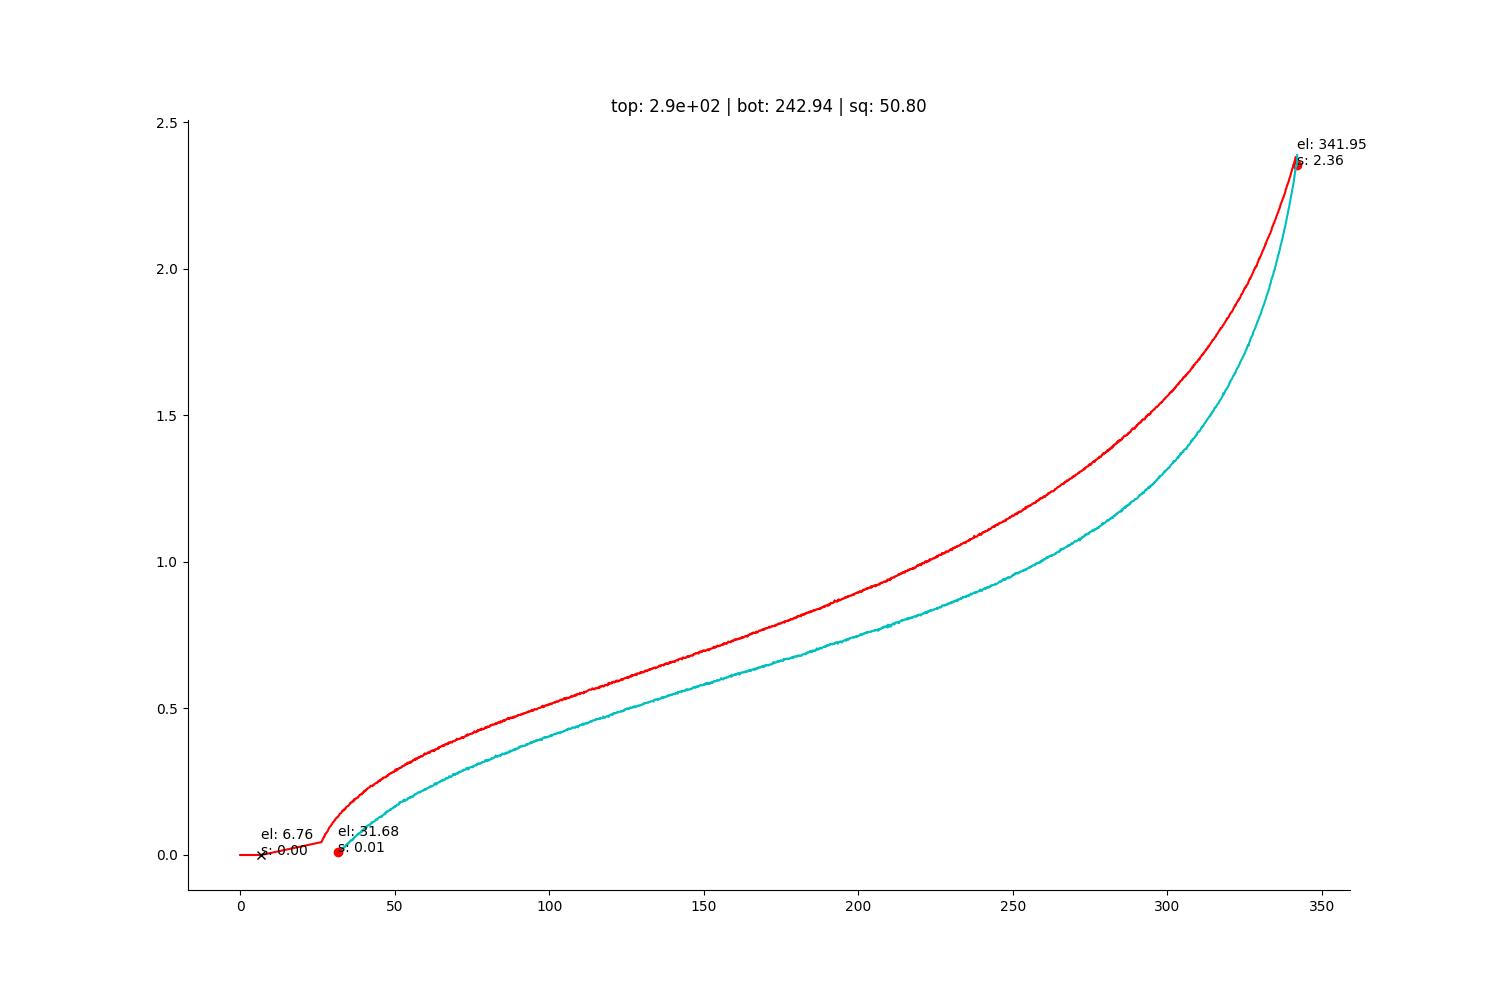 top: 2.9e+02 | bot: 242.94 | sq: 50.80
2.5
el: 341.95
s: 2.36
2.0
1.5
1.0
0.5
el: 6.76
s: 0.00
el: 31.68
s: 0.01
0.0
0 50 100 150 200 250 300 350